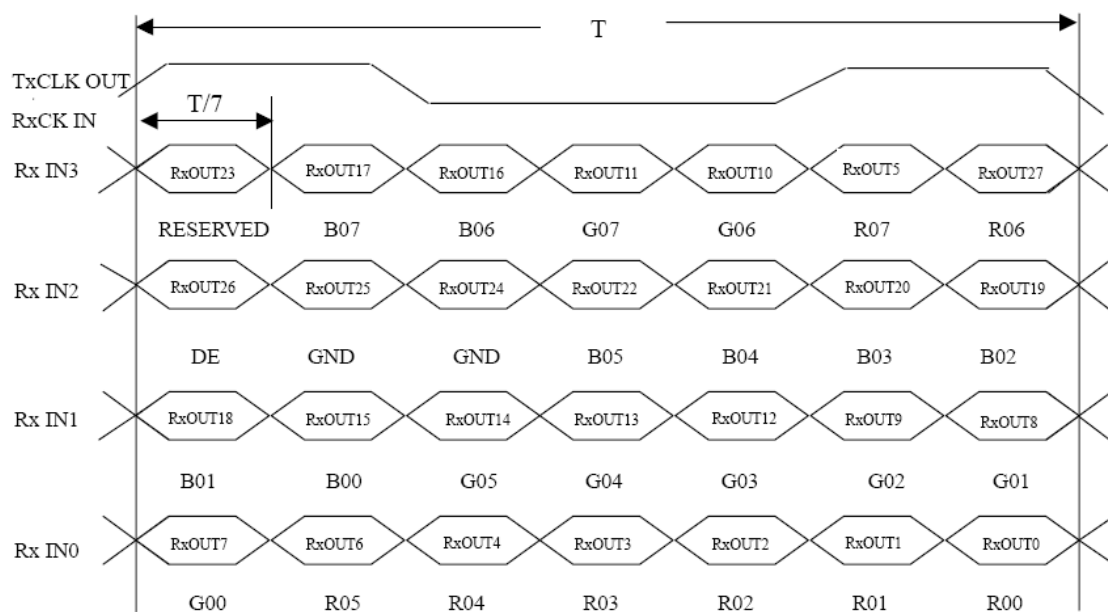 T
TxCLK OUT
T/7
RxCK IN
Rx IN3 RxOUT23 RxOUT17 RxOUT16 RxOUT11 RxOUT10 RxOUT5 RxOUT27
RESERVED B07 B06 G07 G06 R07 R06
Rx IN2 RxOUT26 RxOUT25 RxOUT24 RxOUT22 RxOUT21 RxOUT20 RxOUT19
DE GND GND B05 B04 B03 B02
Rx IN1 RxOUT18 RxOUT15 RxOUT14 RxOUT13 RxOUT12 RxOUT9 RxOUT8
B01 B00 G05 G04 G03 G02 G01
Rx IN0 RxOUT7 RxOUT6 RxOUT4 RxOUT3 RxOUT2 RxOUT1 RxOUT0
G00 R05 R04 R03 R02 R01 R00